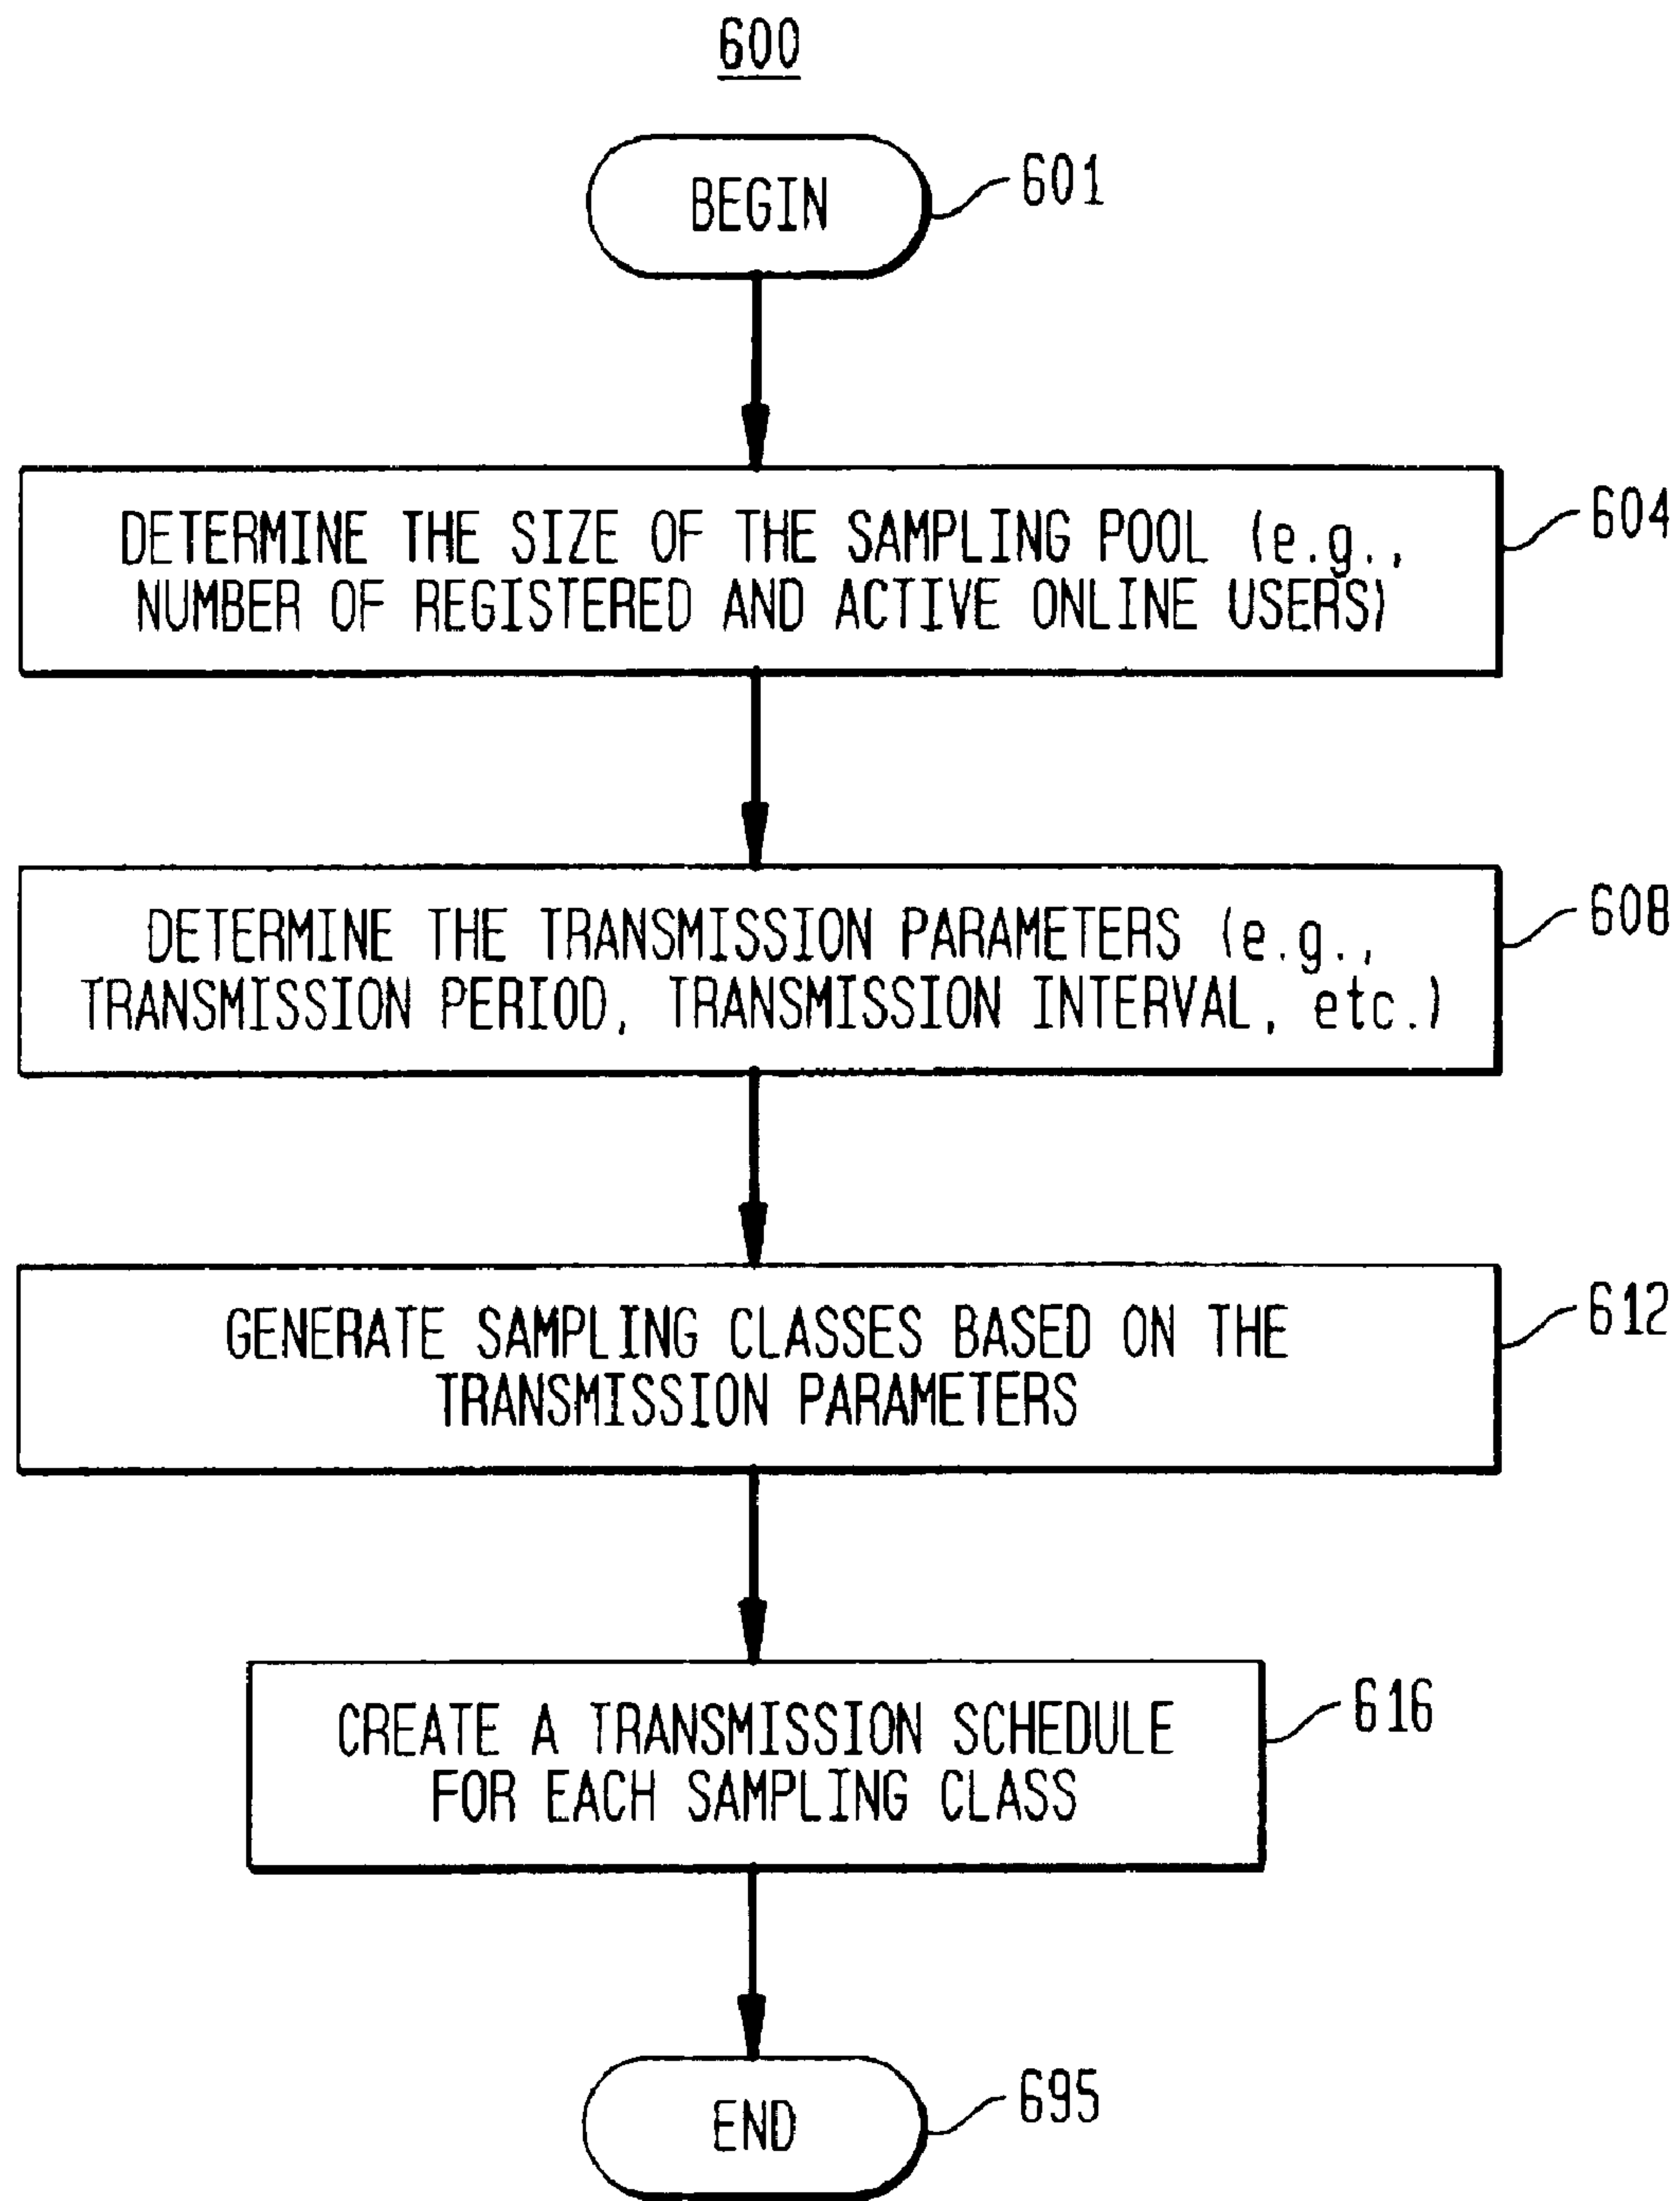 600
BEGIN
601
DETERMINE THE SIZE OF THE SAMPLING POOL (e.g.,
NUMBER OF REGISTERED AND ACTIVE ONLINE USERS)
604
DETERMINE THE TRANSMISSION PARAMETERS (e.g.,
TRANSMISSION PERIOD, TRANSMISSION INTERVAL, etc.)
608
GENERATE SAMPLING CLASSES BASED ON THE
TRANSMISSION PARAMETERS
612
CREATE A TRANSMISSION SCHEDULE
FOR EACH SAMPLING CLASS
616
END
695